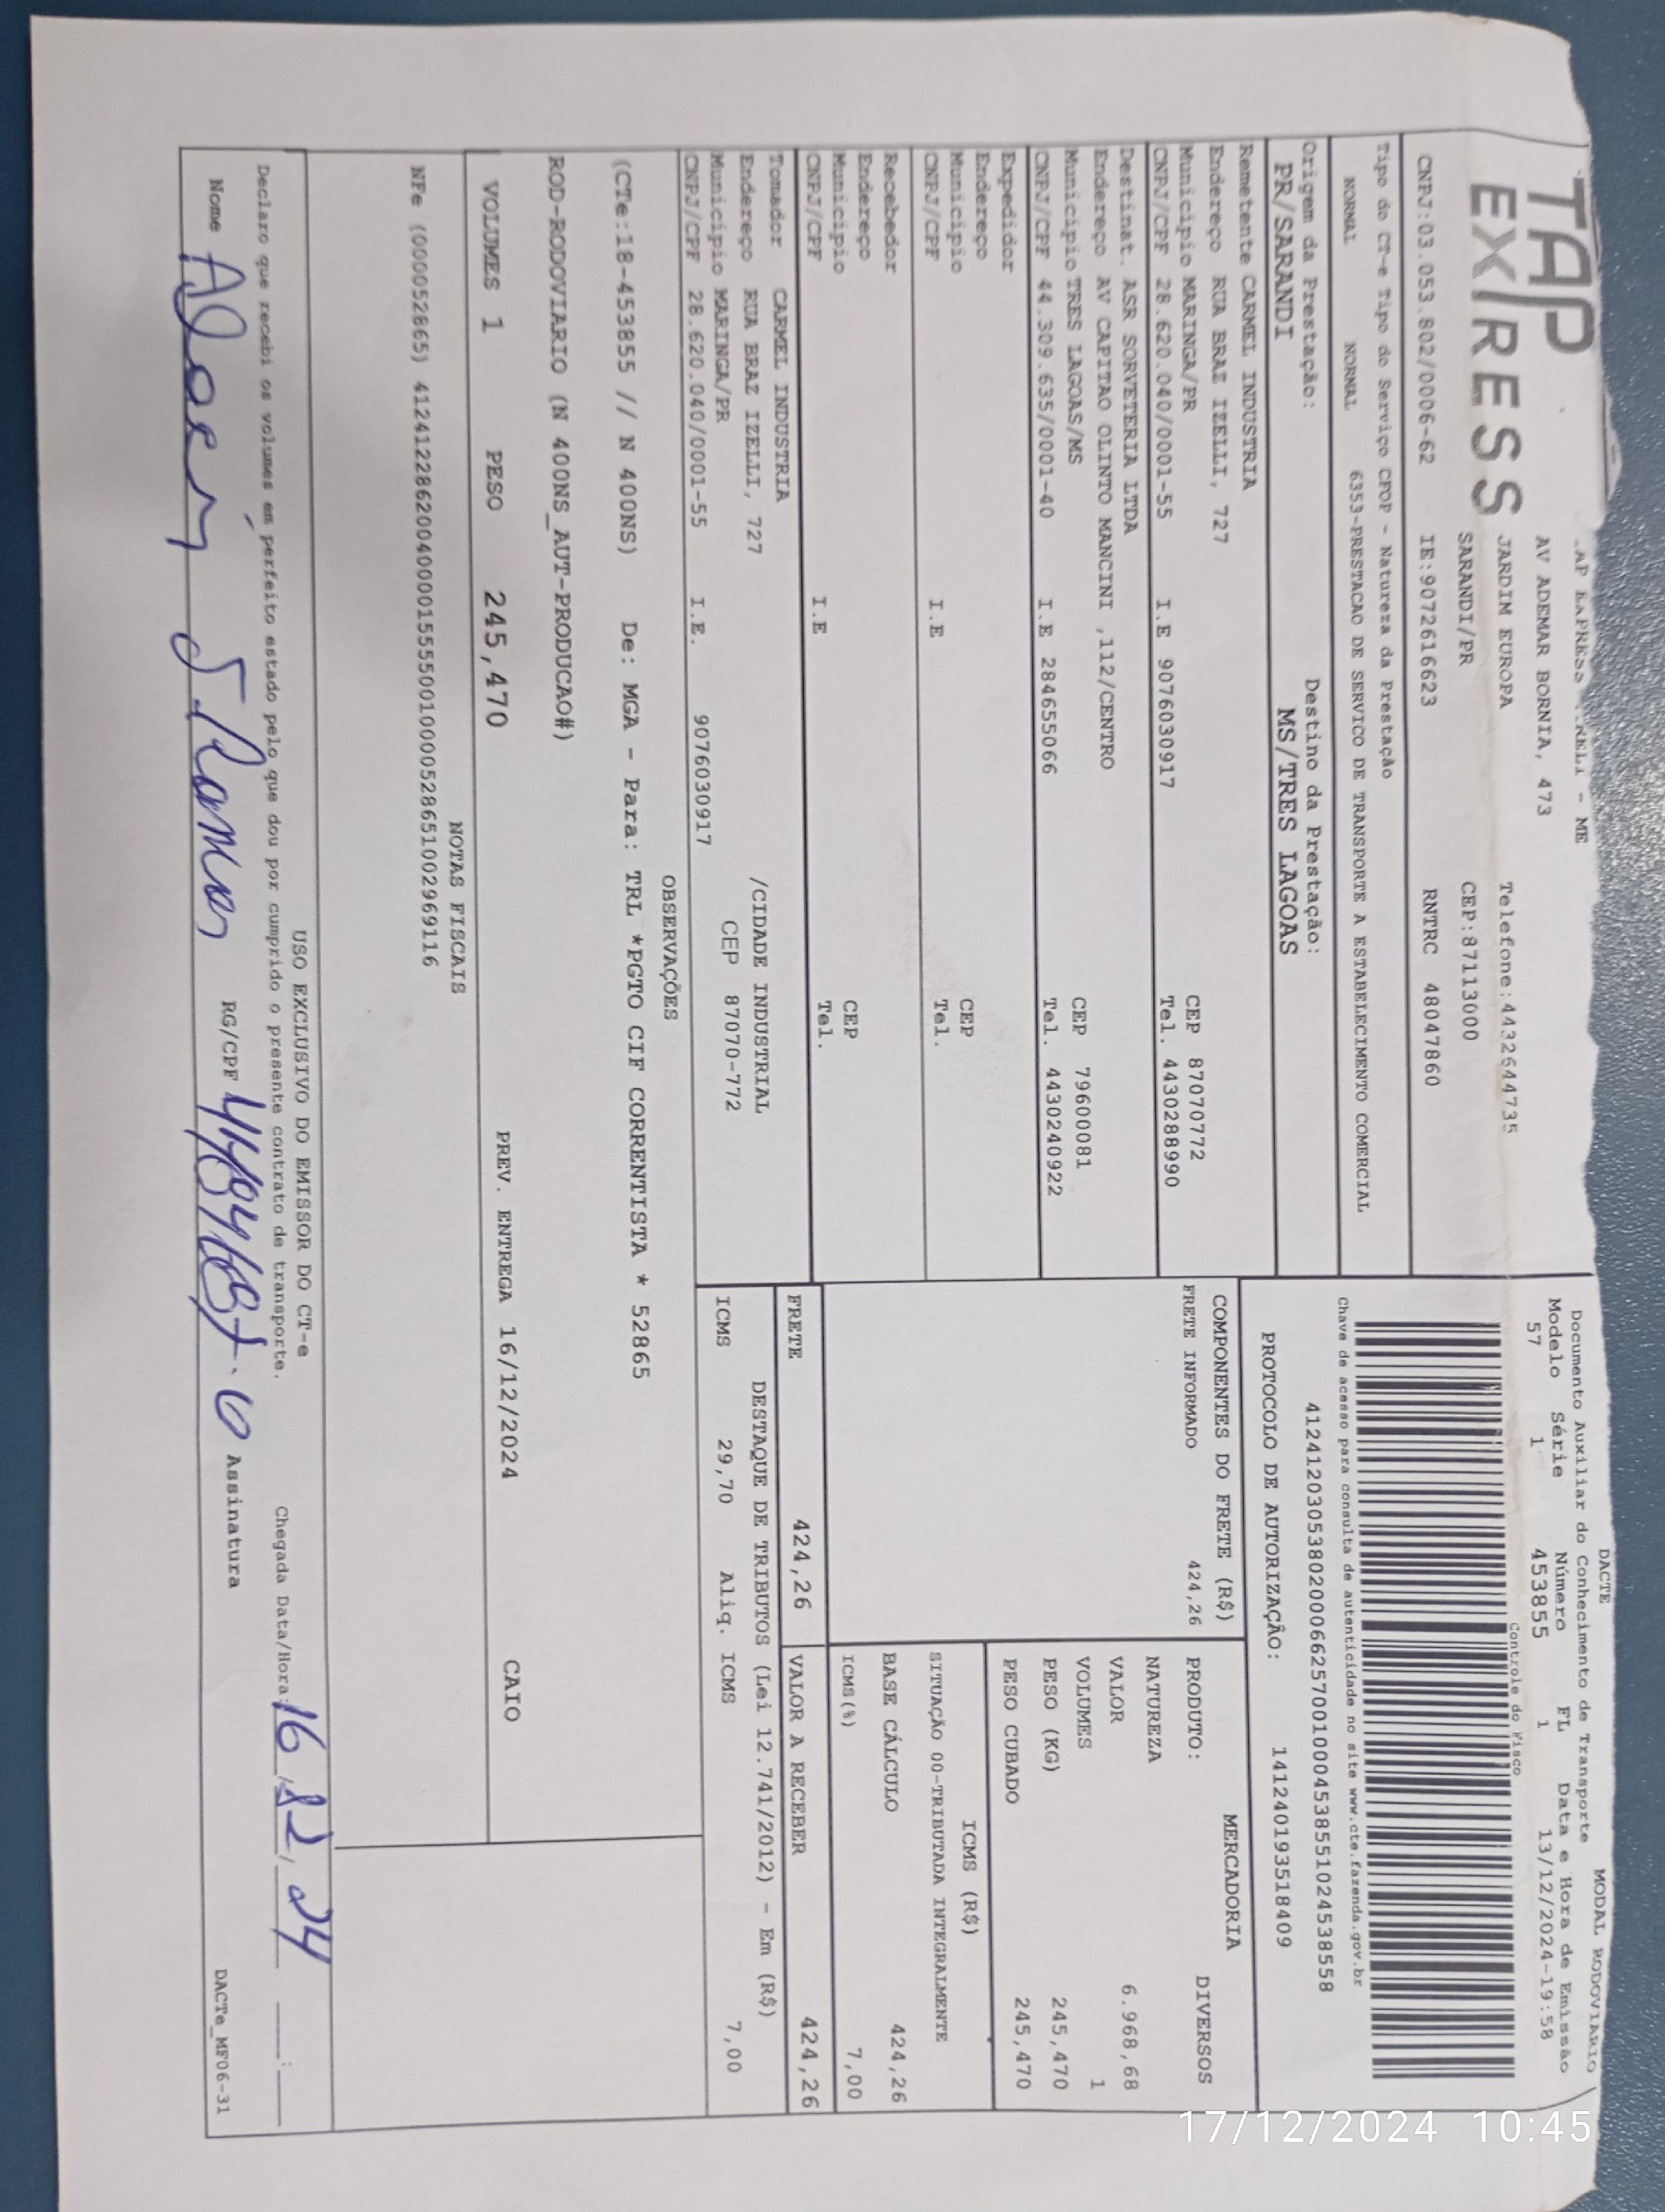 TAP
EX/RESS
- ME
AV ADEMAR BORNIA, 473
JARDIM EUROPA Telefone:4432644735
SARANDI/PR CEP:87113000
CNPJ:03.053.802/0006-62 IE:9072616623 RNTRC 48047860
DACTE MODAL RODOVIARIO
Documento Auxiliar do Conhecimento de Transporte
Modelo Série Número FL Data e Hora de Emissão
57 1 453855 1 13/12/2024-19:58
Controle do Fisco
Tipo do CT-e Tipo do Serviço CFOP - Natureza da Prestação
NORMAL NORMAL 6353-PRESTACAO DE SERVICO DE TRANSPORTE A ESTABELECIMENTO COMERCIAL
Chave de acesso para consulta de autenticidade no site www.cte.fazenda.gov.br
41241203053802000662570010004538551024538558
Origem da Prestação: Destino da Prestação:
PR/SARANDI MS/TRES LAGOAS
PROTOCOLO DE AUTORIZAÇÃO: 141240193518409
Remetente CARMEL INDUSTRIA
Endereço RUA BRAZ IZELLI, 727
Municipio MARINGA/PR CEP 87070772
CNPJ/CPF 28.620.040/0001-55 I.E 9076030917 Tel. 443028 8990
Destinat. ASR SORVETERIA LTDA
Endereço AV CAPITAO OLINTO MANCINI ,112/CENTRO
Municipio TRES LAGOAS/MS CEP 79600081
CNPJ/CPF 44.309.635/0001-40 I.E 284655066 Tel. 4430240922
Expedidor
Endereço
Municipio CEP
CNPJ/CPF I.E Tel.
Recebedor
Endereço
Municipio CEP
CNPJ/CPF I.E Tel.
Tomador CARMEL INDUSTRIA
Endereço RUA BRAZ IZELLI, 727 /CIDADE INDUSTRIAL
Municipio MARINGA/PR CEP 87070-772
CNPJ/CPF 28.620.040/0001-55 I.E. 9076030917
COMPONENTES DO FRETE (R$)
FRETE INFORMADO 424,26
MERCADORIA
PRODUTO: DIVERSOS
NATUREZA
VALOR 6.968,68
VOLUMES 1
PESO (KG) 245,470
PESO CUBADO 245,470
ICMS (R$)
SITUAÇÃO 00-TRIBUTADA INTEGRALMENTE
BASE CÁLCULO 424,26
ICMS(%) 7,00
FRETE 424,26 VALOR A RECEBER 424,26
DESTAQUE DE TRIBUTOS (Lei 12.741/2012) - Em (R$)
ICMS 29,70 Aliq. ICMS 7,00
OBSERVAÇÕES
(CTe:18-453855 // N 400NS) De: MGA - Para: TRL *PGTO CIF CORRENTISTA * 52865
ROD-RODOVIARIO (N 400NS_AUT-PRODUCAO#)
VOLUMES 1 PESO 245,470 PREV. ENTREGA 16/12/2024 CAIO
NOTAS FISCAIS
NFe (000052865) 41241228620040000155550010000528651002969116
USO EXCLUSIVO DO EMISSOR DO CT-e
Declaro que recebi os volumes em perfeito estado pelo que dou por cumprido o presente contrato de transporte. Chegada Data/Hora: 16/12/24 :
Nome RG/CPF Assinatura DACTe_MF06-31
17/12/2024 10:45